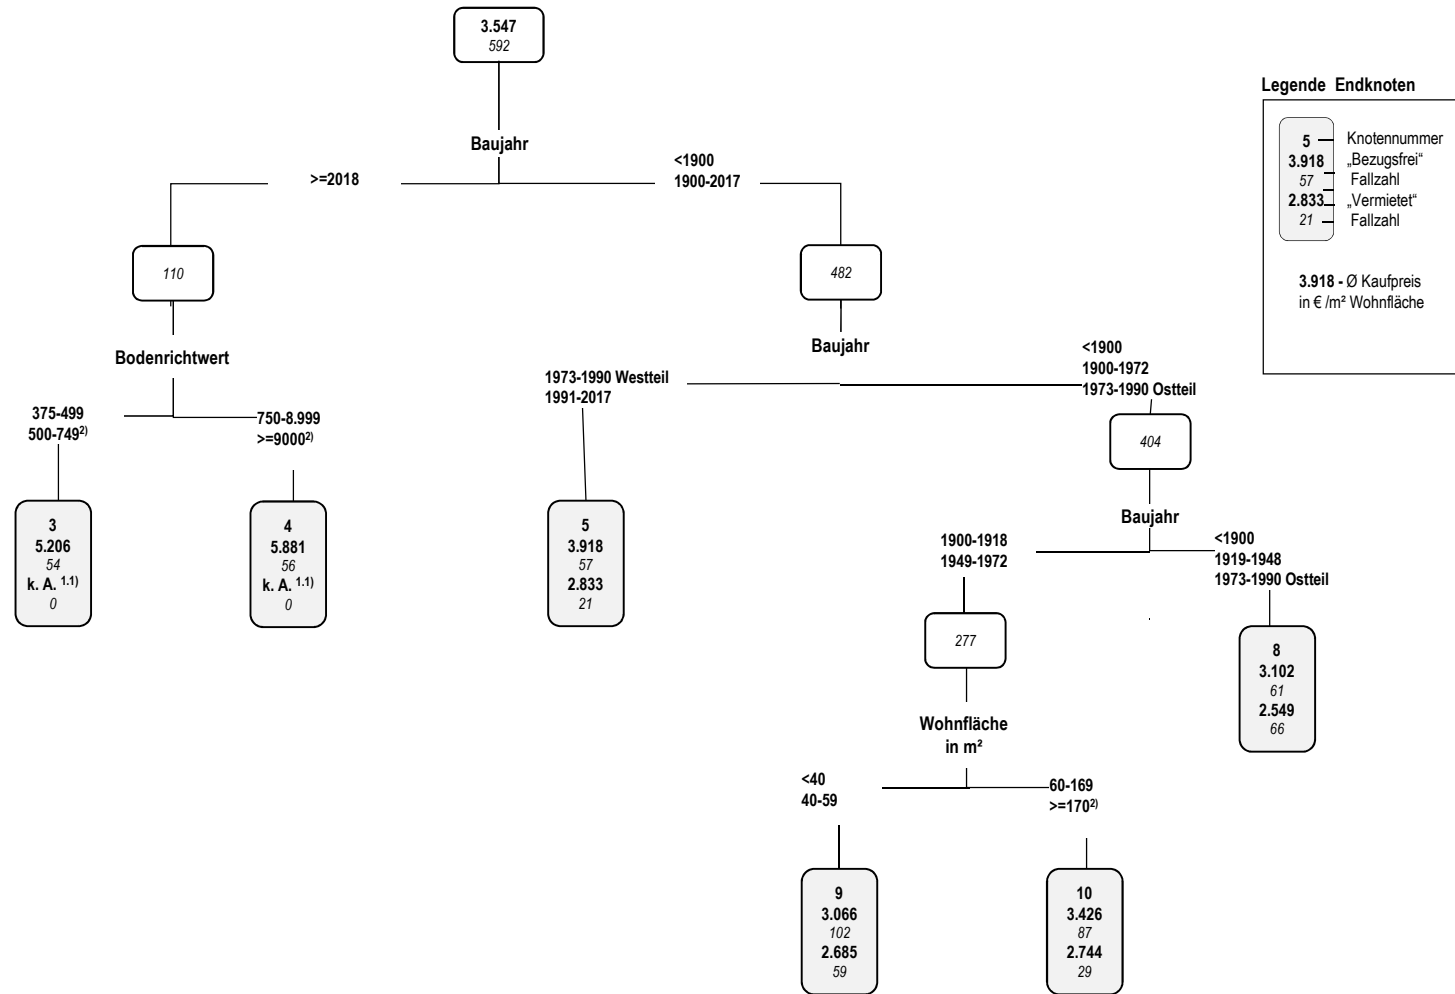 3.547
592
Legende Endknoten
5 Knotennummer
3.918 „Bezugsfrei“
57 Fallzahl
2.833 „Vermietet“
21 Fallzahl
3.918 - Ø Kaufpreis
in € /m² Wohnfläche
Baujahr
>=2018
<1900
1900-2017
110
482
Bodenrichtwert
Baujahr
375-499
500-749²⁾
750-8.999
>=9000²⁾
1973-1990 Westteil
1991-2017
<1900
1900-1972
1973-1990 Ostteil
404
3
5.206
54
k. A. ¹·¹⁾
0
4
5.881
56
k. A. ¹·¹⁾
0
5
3.918
57
2.833
21
Baujahr
1900-1918
1949-1972
<1900
1919-1948
1973-1990 Ostteil
277
8
3.102
61
2.549
66
Wohnfläche
in m²
<40
40-59
60-169
>=170²⁾
9
3.066
102
2.685
59
10
3.426
87
2.744
29